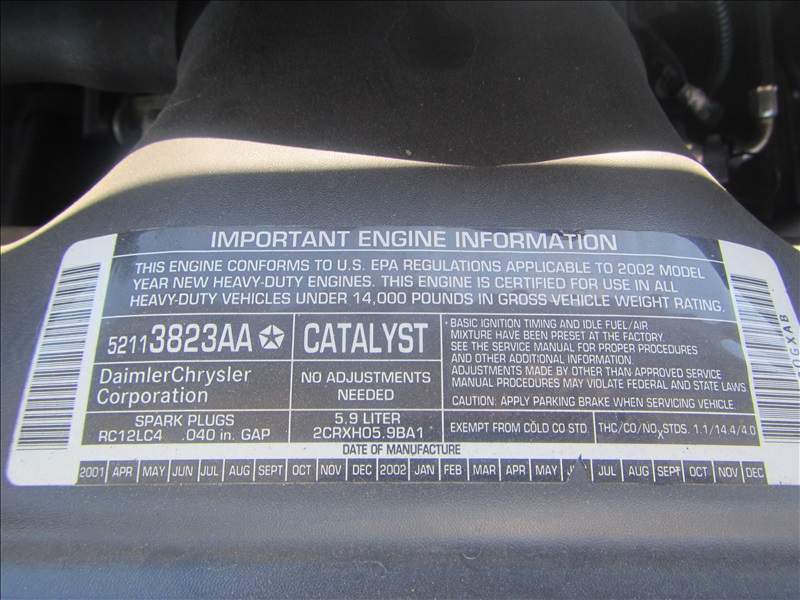 IMPORTANT ENGINE INFORMATION
THIS ENGINE CONFORMS TO U.S. EPA REGULATIONS APPLICABLE TO 2002 MODEL
YEAR NEW HEAVY-DUTY ENGINES. THIS ENGINE IS CERTIFIED FOR USE IN ALL
HEAVY-DUTY VEHICLES UNDER 14,000 POUNDS IN GROSS VEHICLE WEIGHT RATING.
52113823AA
DaimlerChrysler
Corporation
SPARK PLUGS
RC12LC4 .040 in. GAP
CATALYST
NO ADJUSTMENTS
NEEDED
5.9 LITER
2CRXH05.9BA1
· BASIC IGNITION TIMING AND IDLE FUEL/AIR
MIXTURE HAVE BEEN PRESET AT THE FACTORY.
SEE THE SERVICE MANUAL FOR PROPER PROCEDURES
AND OTHER ADDITIONAL INFORMATION.
ADJUSTMENTS MADE BY OTHER THAN APPROVED SERVICE
MANUAL PROCEDURES MAY VIOLATE FEDERAL AND STATE LAWS
CAUTION: APPLY PARKING BRAKE WHEN SERVICING VEHICLE.
EXEMPT FROM COLD CO STD.
THC/CO/NOx STDS. 1.1/14.4/4.0
DATE OF MANUFACTURE
2001 APR MAY JUN JUL AUG SEPT OCT NOV DEC 2002 JAN FEB MAR APR MAY JUL AUG SEPT OCT NOV DEC